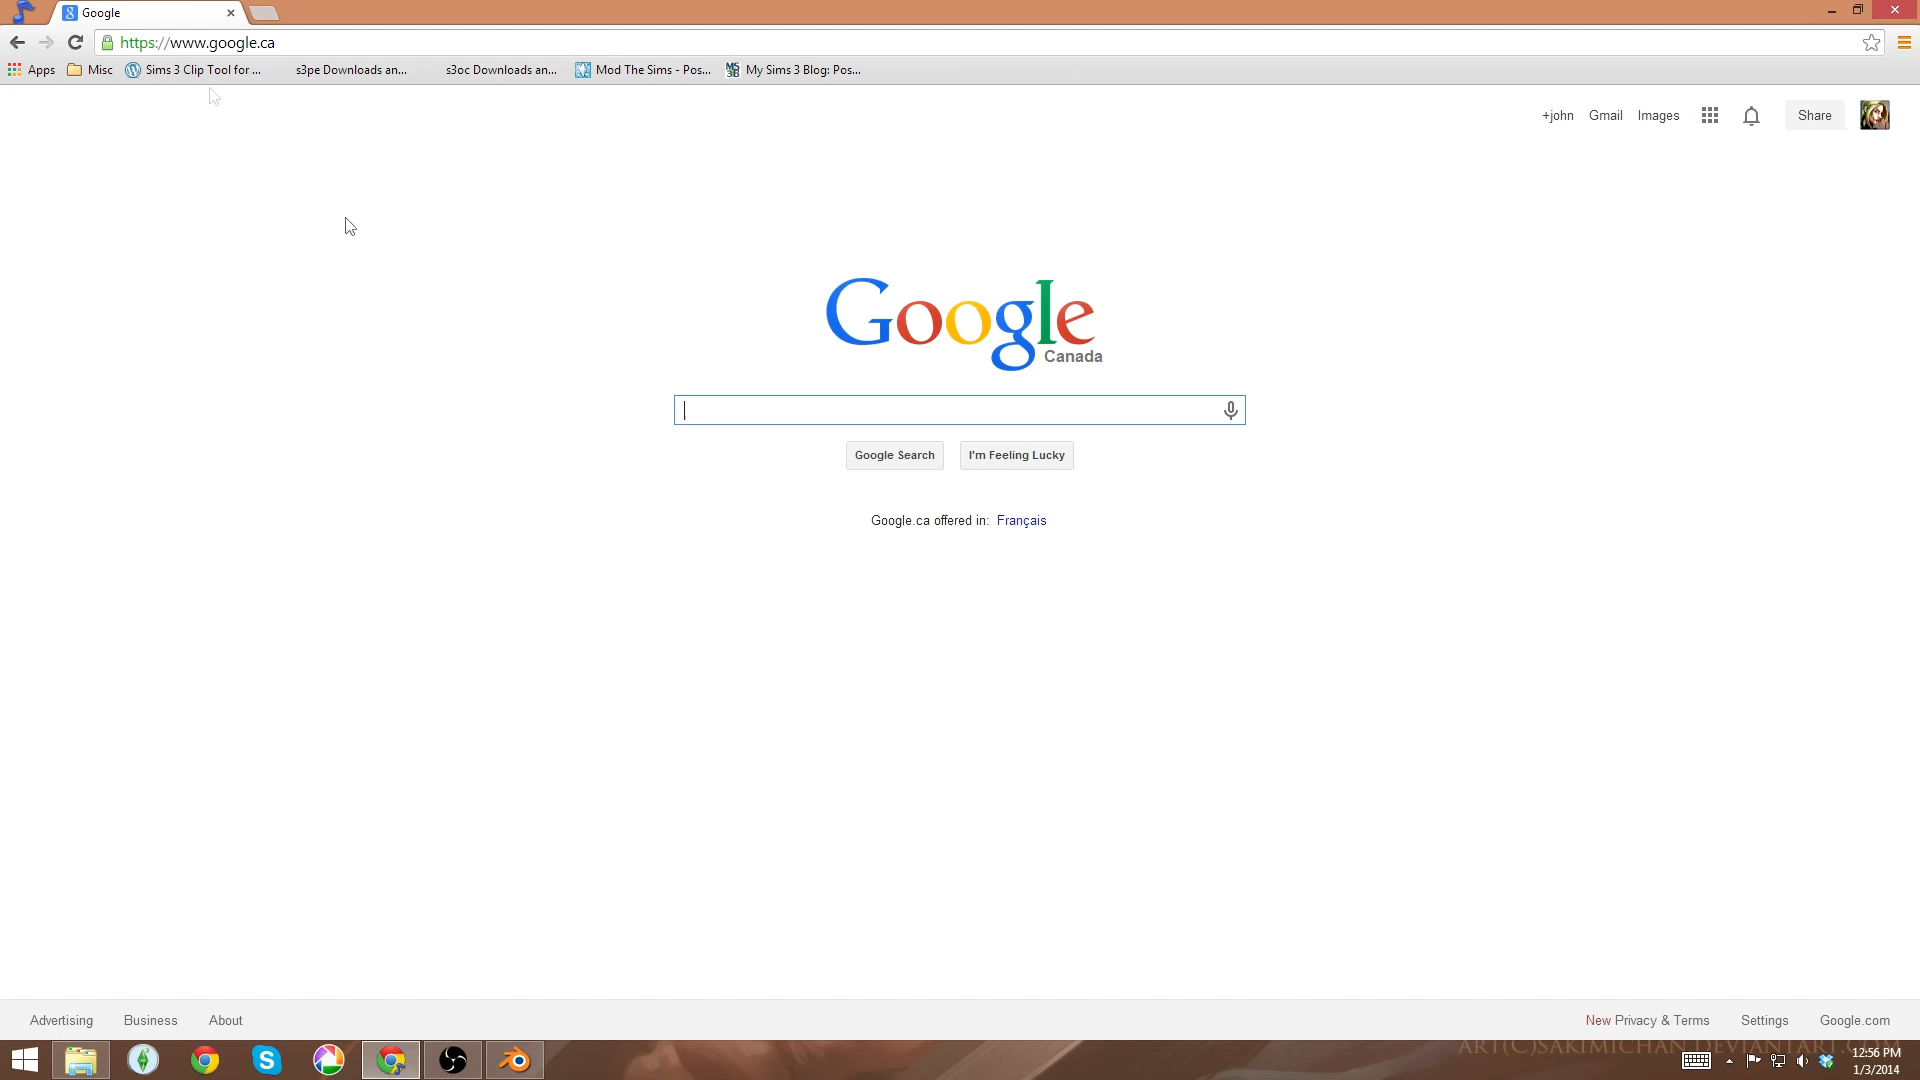 Google
https://www.google.ca
Apps Misc Sims 3 Clip Tool for ... s3pe Downloads an... s3oc Downloads an... Mod The Sims - Pos... My Sims 3 Blog: Pos...
+john Gmail Images Share
Google
Canada
Google Search I'm Feeling Lucky
Google.ca offered in: Français
Advertising Business About New Privacy & Terms Settings Google.com
ART(C)SAKIMICHAN.DEVIANTART.COM
12:56 PM
1/3/2014